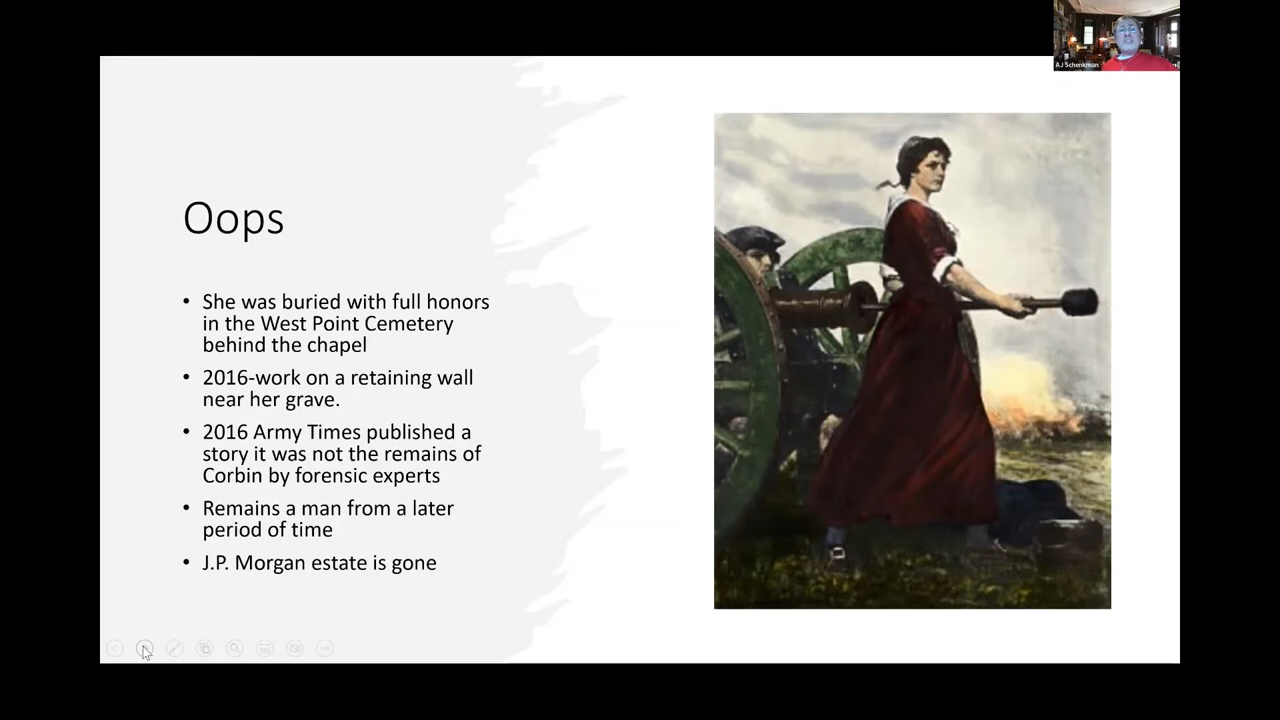 AJ Schenkman
Oops
• She was buried with full honors
in the West Point Cemetery
behind the chapel
• 2016-work on a retaining wall
near her grave.
• 2016 Army Times published a
story it was not the remains of
Corbin by forensic experts
• Remains a man from a later
period of time
• J.P. Morgan estate is gone